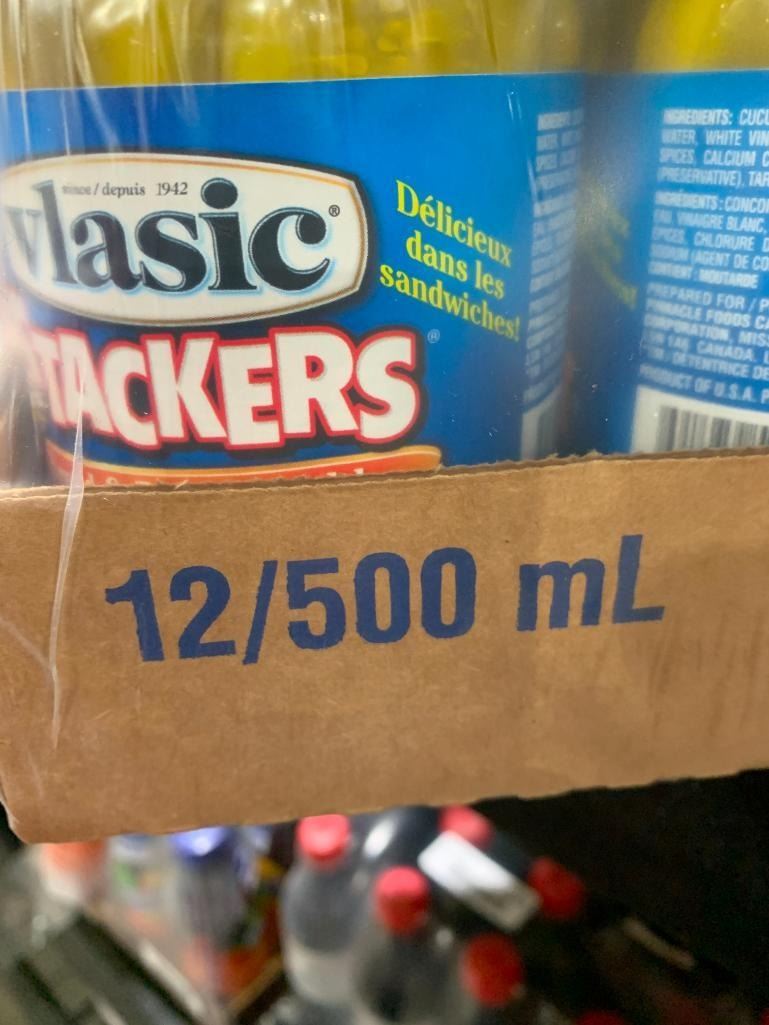 since / depuis 1942
vlasic®
TACKERS®
Délicieux
dans les
sandwiches!
INGREDIENTS: CUCU
WATER, WHITE VIN
SPICES, CALCIUM C
(PRESERVATIVE), TAR
INGRÉDIENTS: CONCO
EAU, VINAIGRE BLANC,
ÉPICES, CHLORURE D
SODIUM (AGENT DE CO
CONTIENT: MOUTARDE
PREPARED FOR / P
PINNACLE FOODS CA
CORPORATION, MISS
CANADA
DÉTENTRICE DE
PRODUCT OF U.S.A. P
12/500 mL